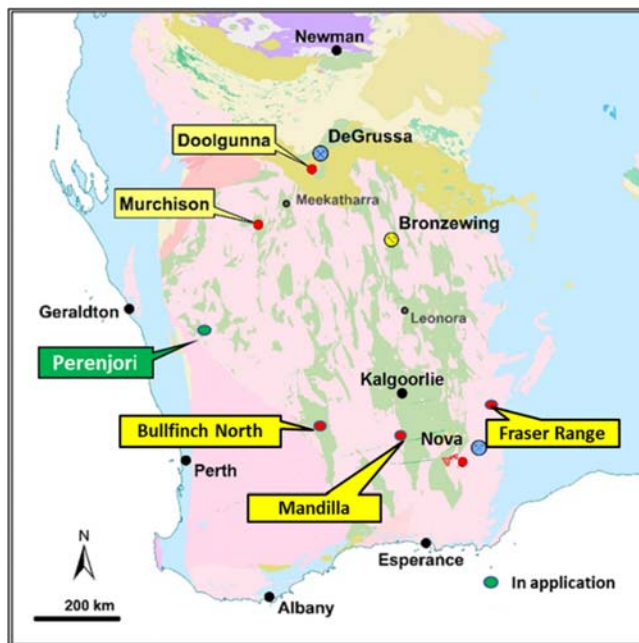 Newman
DeGrussa
Doolgunna
Meekatharra
Murchison
Bronzewing
Geraldton
Leonora
Perenjori
Kalgoorlie
Bullfinch North
Nova
Fraser Range
Perth
Mandilla
N
Esperance
In application
200 km
Albany